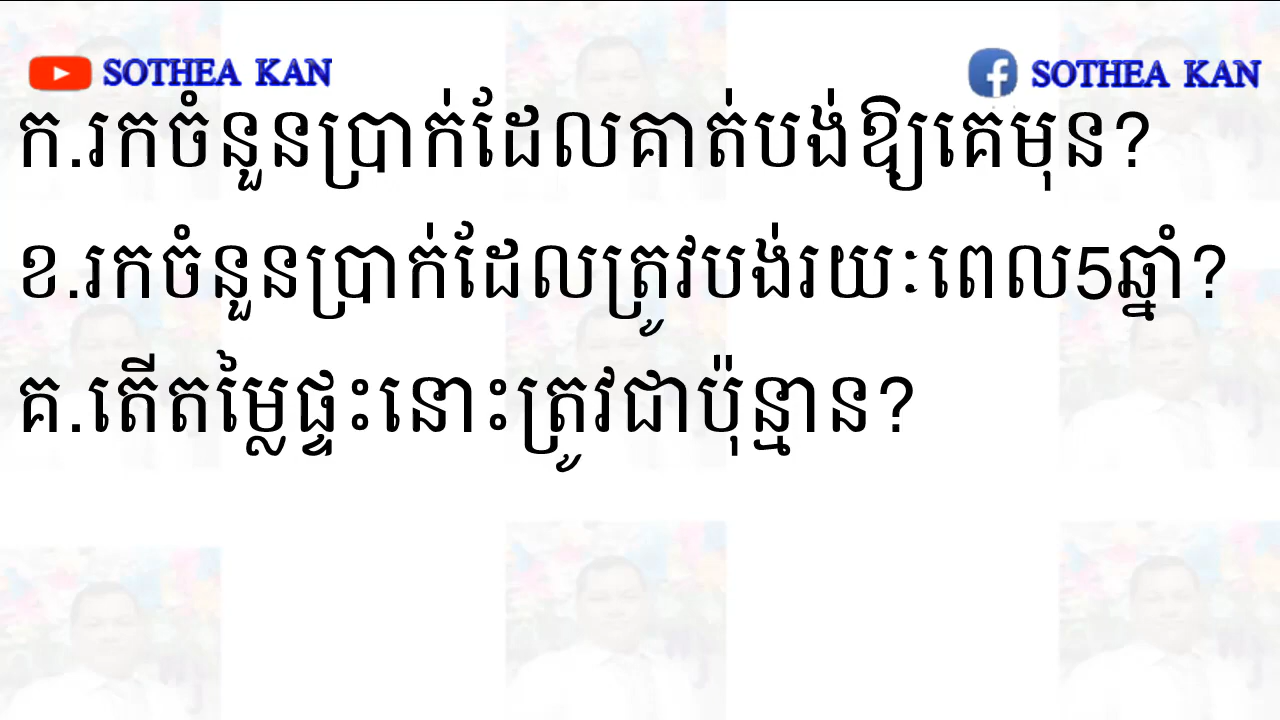 SOTHEA KAN
SOTHEA KAN
ក.រកចំនួនប្រាក់ដែលគាត់បង់ឱ្យគេមុន?
ខ.រកចំនួនប្រាក់ដែលត្រូវបង់រយៈពេល5ឆ្នាំ?
គ.តើតម្លៃផ្ទះនោះត្រូវជាប៉ុន្មាន?